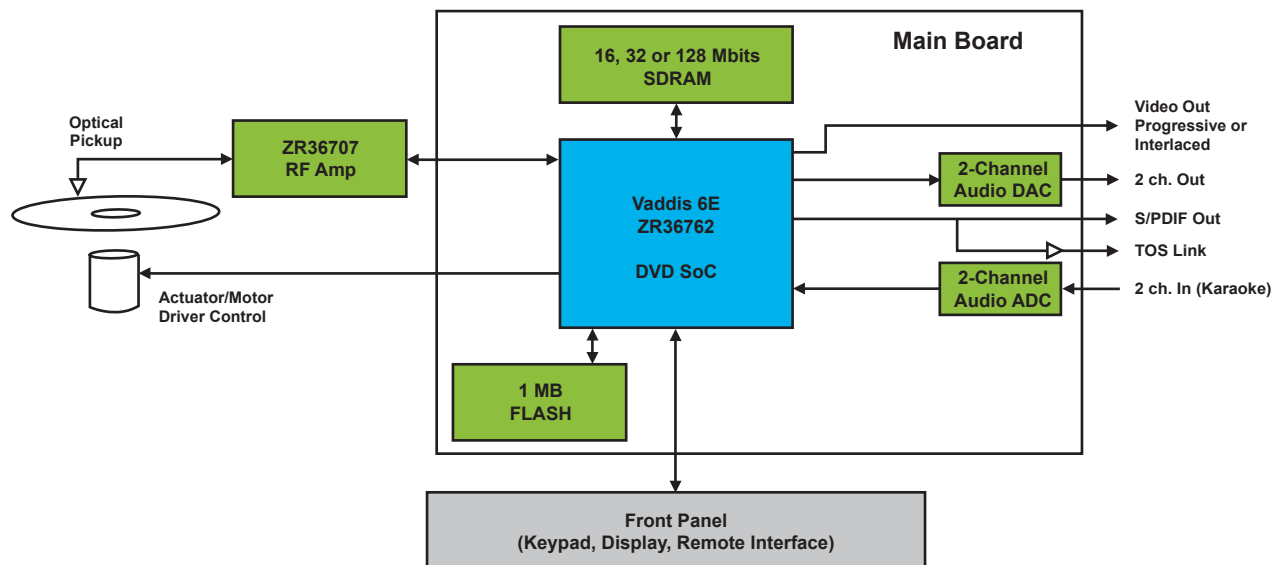 Main Board
16, 32 or 128 Mbits
SDRAM
Optical
Pickup
ZR36707
RF Amp
Vaddis 6E
ZR36762
DVD SoC
Video Out
Progressive or
Interlaced
2-Channel
Audio DAC
2 ch. Out
S/PDIF Out
TOS Link
2-Channel
Audio ADC
2 ch. In (Karaoke)
Actuator/Motor
Driver Control
1 MB
FLASH
Front Panel
(Keypad, Display, Remote Interface)